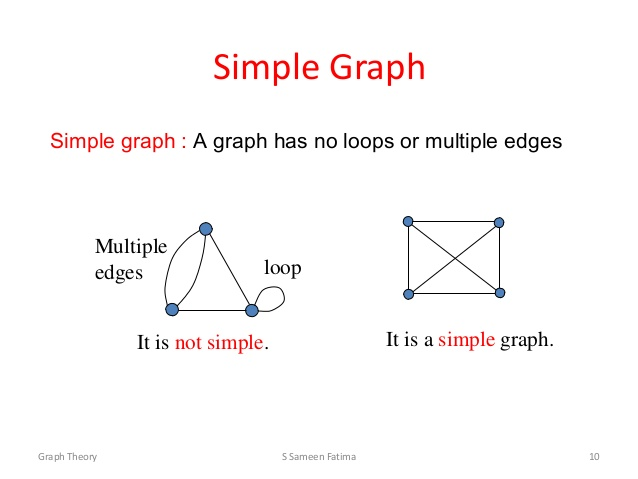 Simple Graph
Simple graph : A graph has no loops or multiple edges
Multiple
edges
loop
It is not simple.
It is a simple graph.
Graph Theory
S Sameen Fatima
10